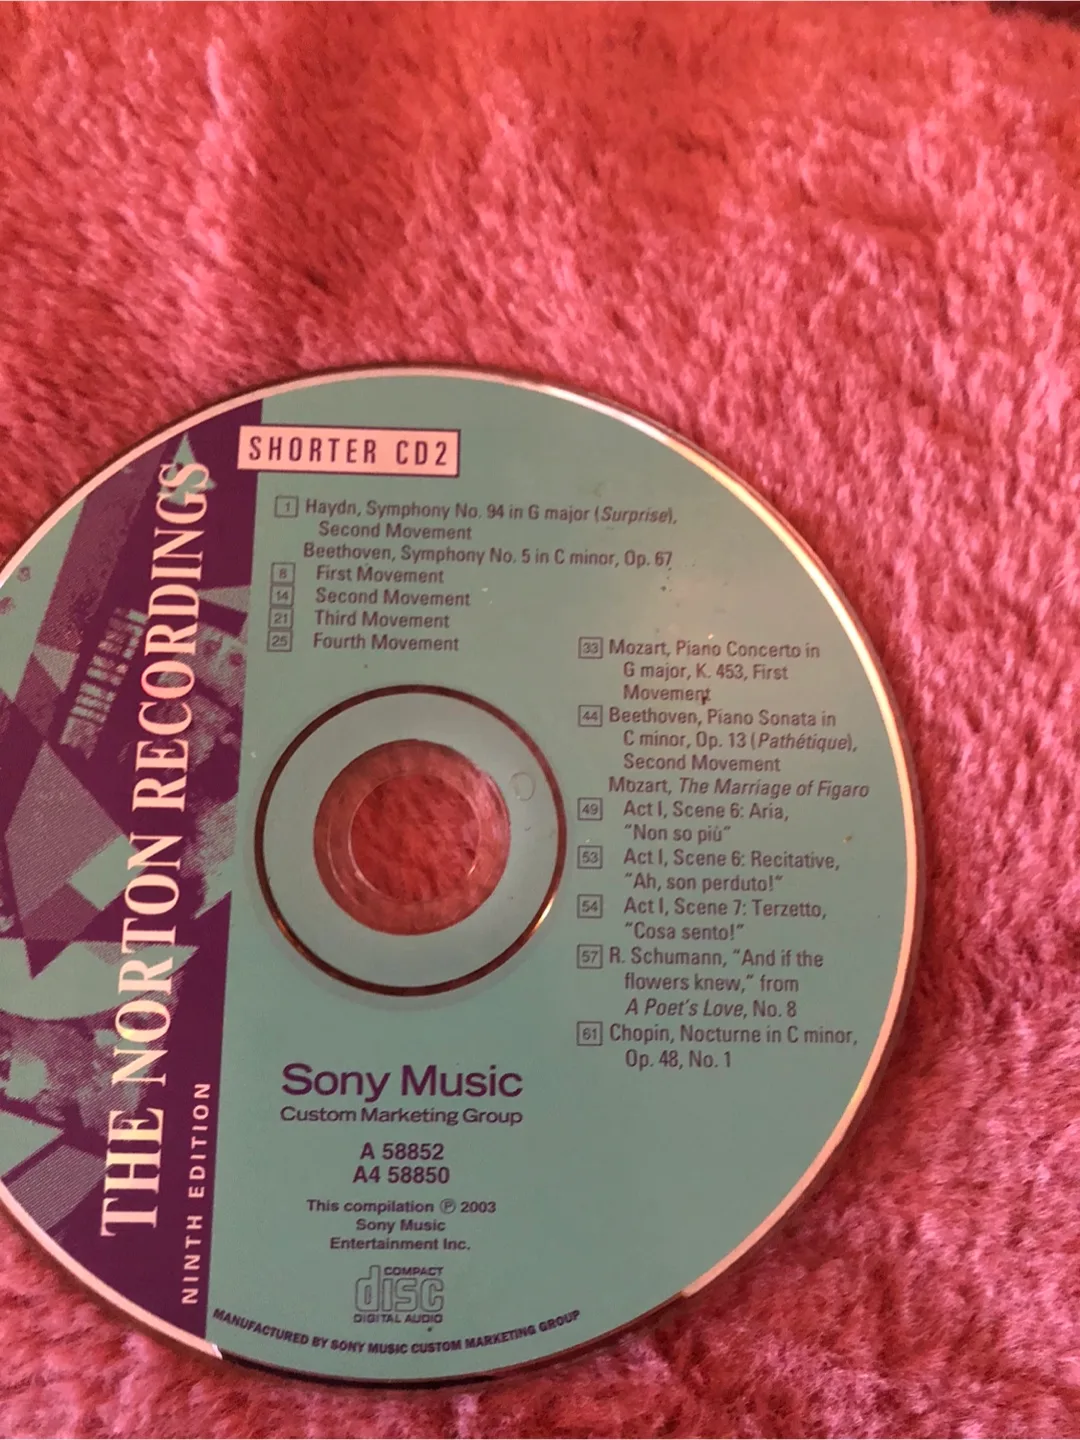 SHORTER CD2
1 Haydn, Symphony No. 94 in G major (Surprise),
Second Movement
Beethoven, Symphony No. 5 in C minor, Op. 67
8 First Movement
14 Second Movement
21 Third Movement
25 Fourth Movement
33 Mozart, Piano Concerto in
G major, K. 453, First
Movement
44 Beethoven, Piano Sonata in
C minor, Op. 13 (Pathétique),
Second Movement
Mozart, The Marriage of Figaro
49 Act I, Scene 6: Aria,
"Non so più"
53 Act I, Scene 6: Recitative,
"Ah, son perduto!"
54 Act I, Scene 7: Terzetto,
"Cosa sento!"
57 R. Schumann, "And if the
flowers knew," from
A Poet's Love, No. 8
61 Chopin, Nocturne in C minor,
Op. 48, No. 1
THE NORTON RECORDINGS
NINTH EDITION
Sony Music
Custom Marketing Group
A 58852
A4 58850
This compilation ℗ 2003
Sony Music
Entertainment Inc.
COMPACT
disc
DIGITAL AUDIO
MANUFACTURED BY SONY MUSIC CUSTOM MARKETING GROUP